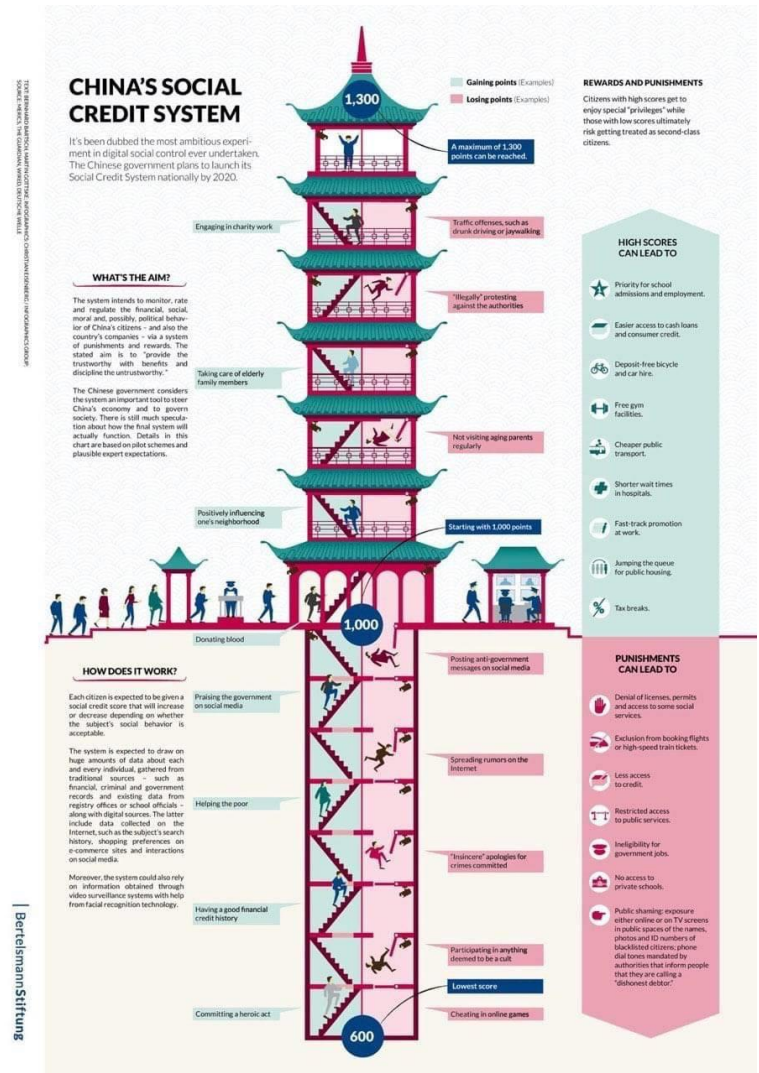 CHINA'S SOCIAL
CREDIT SYSTEM
It's been dubbed the most ambitious experi-
ment in digital social control ever undertaken.
The Chinese government plans to launch its
Social Credit System nationally by 2020.
WHAT'S THE AIM?
The system intends to monitor, rate
and regulate the financial, social,
moral and, possibly, political behav-
ior of China's citizens – and also the
country's companies – via a system
of punishments and rewards. The
stated aim is to "provide the
trustworthy with benefits and
discipline the untrustworthy."
The Chinese government considers
the system an important tool to steer
China's economy and to govern
society. There is still much specula-
tion about how the final system will
actually function. Details in this
chart are based on pilot schemes and
plausible expert expectations.
HOW DOES IT WORK?
Each citizen is expected to be given a
social credit score that will increase
or decrease depending on whether
the subject's social behavior is
acceptable.
The system is expected to draw on
huge amounts of data about each
and every individual, gathered from
traditional sources – such as
financial, criminal and government
records and existing data from
registry offices or school officials –
along with digital sources. The latter
include data collected on the
Internet, such as the subject's search
history, shopping preferences on
e-commerce sites and interactions
on social media.
Moreover, the system could also rely
on information obtained through
video surveillance systems with help
from facial recognition technology.
Gaining points (Examples)
Losing points (Examples)
1,300
A maximum of 1,300
points can be reached.
Engaging in charity work
Traffic offenses, such as
drunk driving or jaywalking
"Illegally" protesting
against the authorities
Taking care of elderly
family members
Not visiting aging parents
regularly
Positively influencing
one's neighborhood
Starting with 1,000 points
1,000
Donating blood
Posting anti-government
messages on social media
Praising the government
on social media
Spreading rumors on the
Internet
Helping the poor
"Insincere" apologies for
crimes committed
Having a good financial
credit history
Participating in anything
deemed to be a cult
Lowest score
600
Committing a heroic act
Cheating in online games
REWARDS AND PUNISHMENTS
Citizens with high scores get to
enjoy special "privileges" while
those with low scores ultimately
risk getting treated as second-class
citizens.
HIGH SCORES
CAN LEAD TO
Priority for school
admissions and employment.
Easier access to cash loans
and consumer credit.
Deposit-free bicycle
and car hire.
Free gym
facilities.
Cheaper public
transport.
Shorter wait times
in hospitals.
Fast-track promotion
at work.
Jumping the queue
for public housing.
Tax breaks.
PUNISHMENTS
CAN LEAD TO
Denial of licenses, permits
and access to some social
services.
Exclusion from booking flights
or high-speed train tickets.
Less access
to credit.
Restricted access
to public services.
Ineligibility for
government jobs.
No access to
private schools.
Public shaming: exposure
either online or on TV screens
in public spaces of the names,
photos and ID numbers of
blacklisted citizens; phone
dial tones mandated by
authorities that inform people
that they are calling a
"dishonest debtor."
BertelsmannStiftung